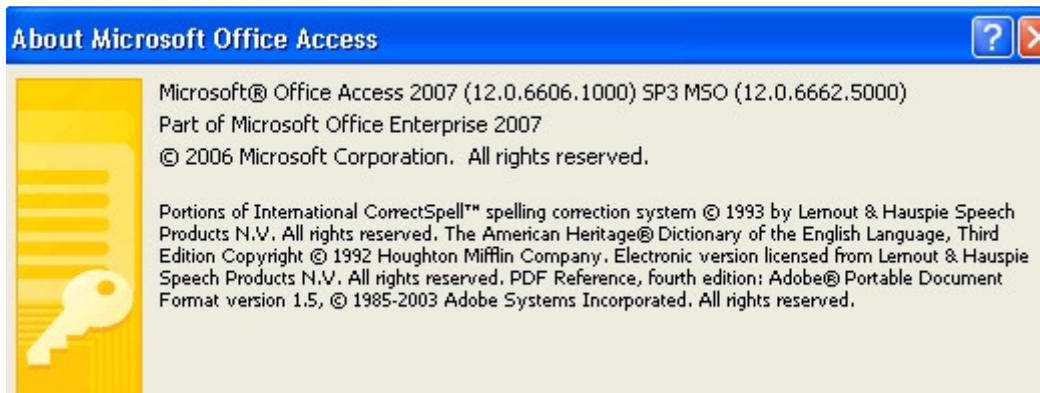 About Microsoft Office Access
Microsoft® Office Access 2007 (12.0.6606.1000) SP3 MSO (12.0.6662.5000)
Part of Microsoft Office Enterprise 2007
© 2006 Microsoft Corporation.  All rights reserved.
Portions of International CorrectSpell™ spelling correction system © 1993 by Lernout & Hauspie Speech
Products N.V. All rights reserved. The American Heritage® Dictionary of the English Language, Third
Edition Copyright © 1992 Houghton Mifflin Company. Electronic version licensed from Lernout & Hauspie
Speech Products N.V. All rights reserved. PDF Reference, fourth edition: Adobe® Portable Document
Format version 1.5, © 1985-2003 Adobe Systems Incorporated. All rights reserved.